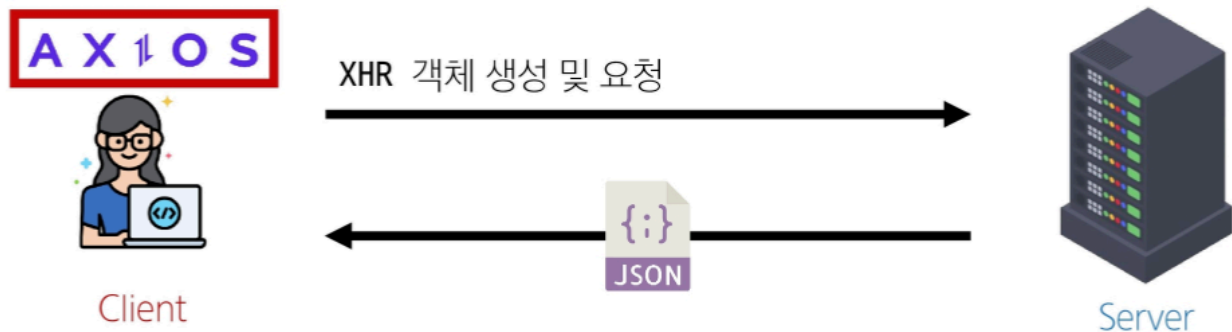 AXIOS
XHR 객체 생성 및 요청
{;}
JSON
</>
Client
Server